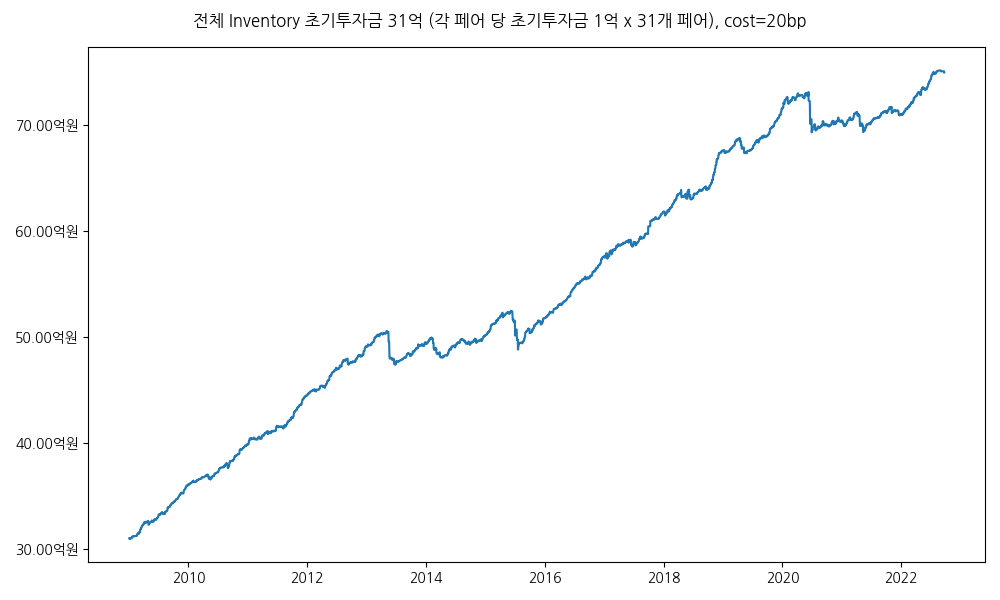 전체 Inventory 초기투자금 31억 (각 페어 당 초기투자금 1억 x 31개 페어), cost=20bp
70.00억원
60.00억원
50.00억원
40.00억원
30.00억원
2010 2012 2014 2016 2018 2020 2022